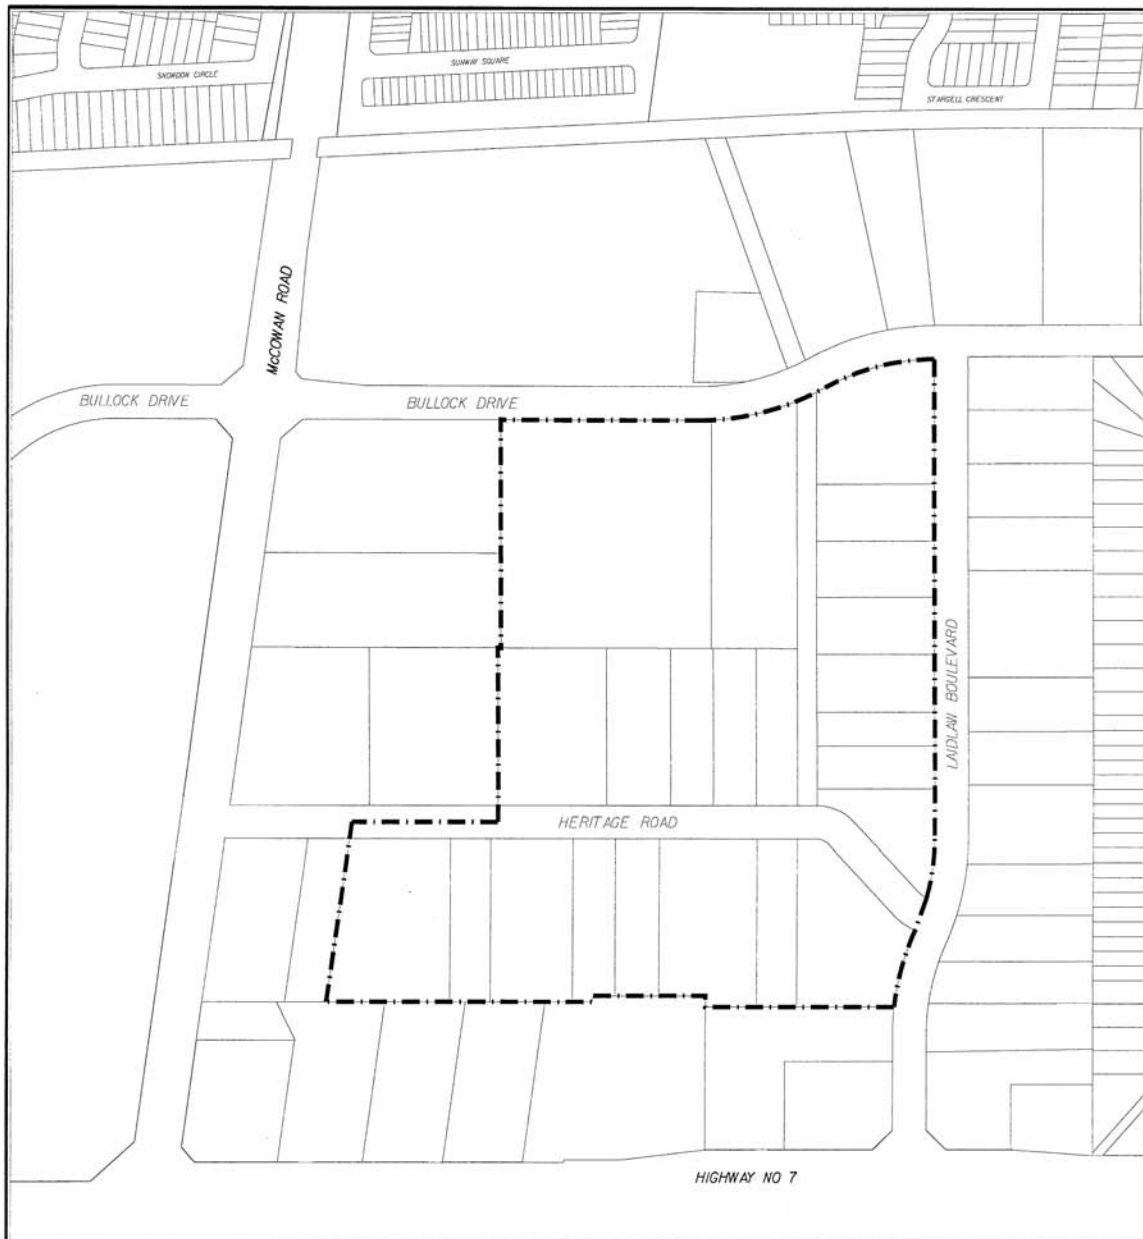 SUNWAY SQUARE
SNOWDON CIRCLE
STARGELL CRESCENT
McCOWAN ROAD
BULLOCK DRIVE
BULLOCK DRIVE
LAIDLAW BOULEVARD
HERITAGE ROAD
HIGHWAY NO 7